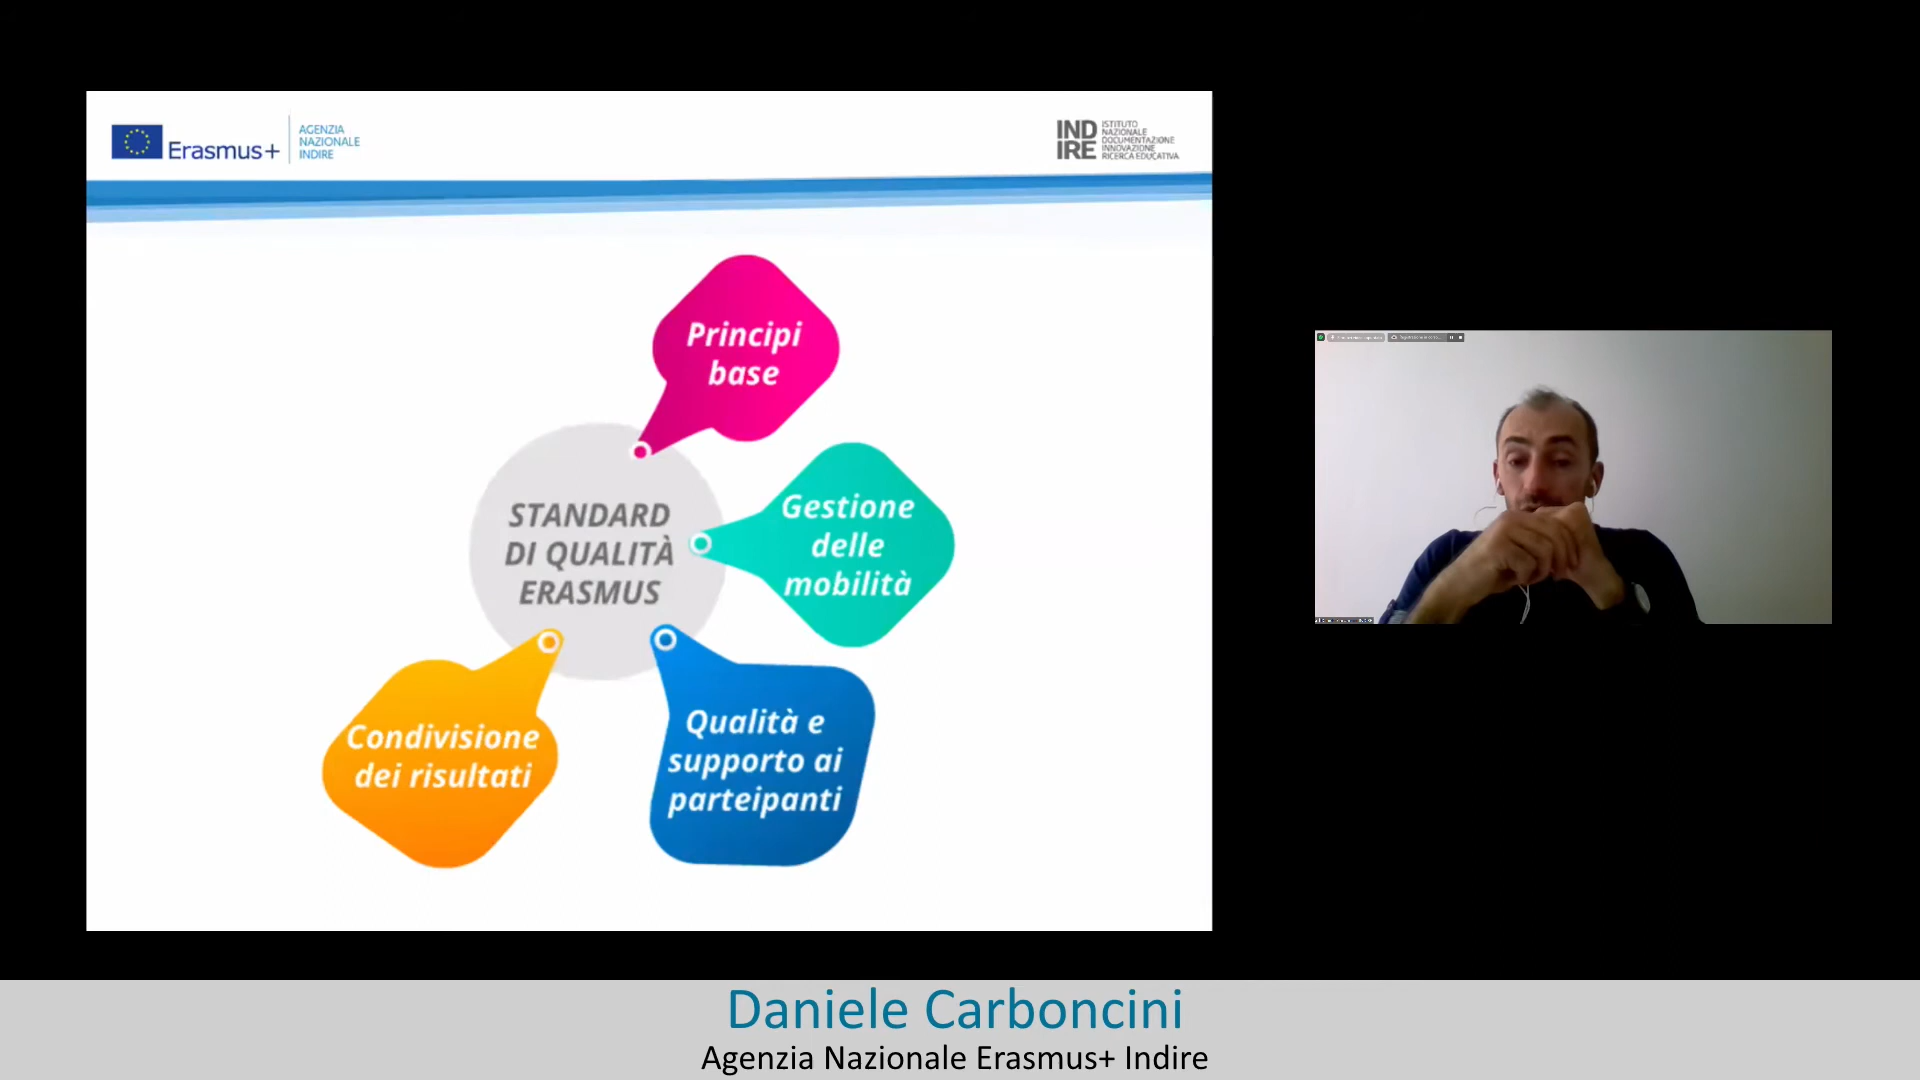 Erasmus+
AGENZIA
NAZIONALE
INDIRE
IND
IRE
ISTITUTO
NAZIONALE
DOCUMENTAZIONE
INNOVAZIONE
RICERCA EDUCATIVA
Principi
base
STANDARD
DI QUALITÀ
ERASMUS
Gestione
delle
mobilità
Condivisione
dei risultati
Qualità e
supporto ai
parteipanti
Daniele Carboncini
Agenzia Nazionale Erasmus+ Indire